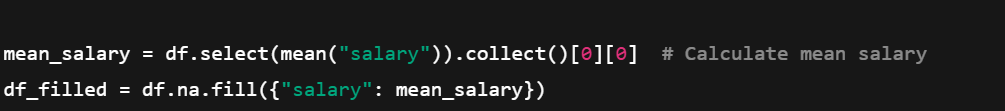 mean_salary = df.select(mean("salary")).collect()[0][0]  # Calculate mean salary
df_filled = df.na.fill({"salary": mean_salary})